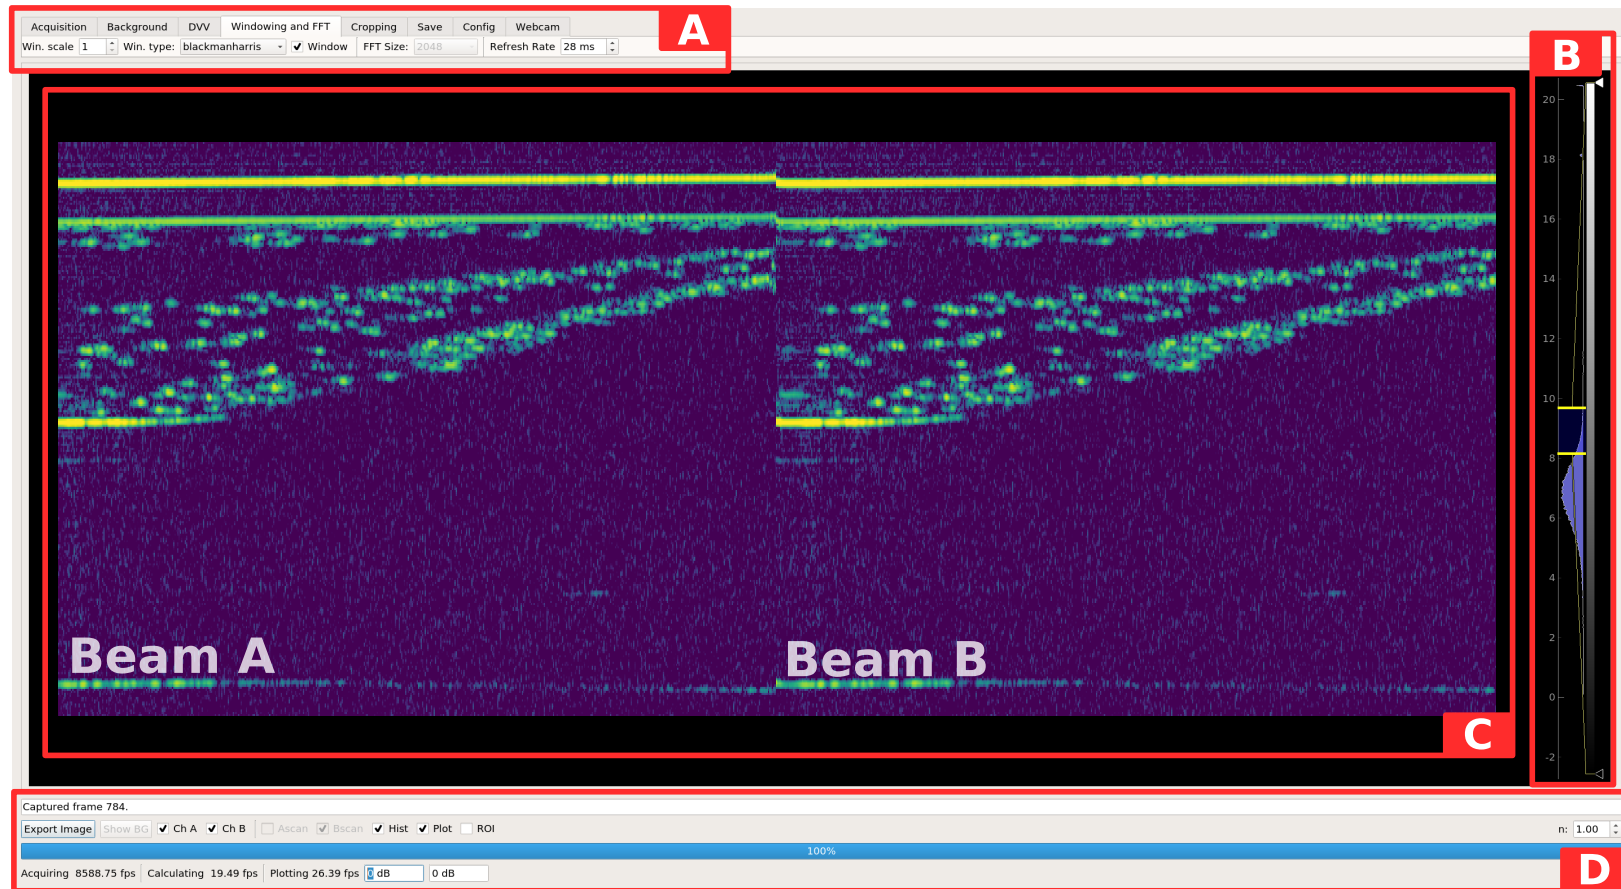 Acquisition Background DVV Windowing and FFT Cropping Save Config Webcam
A
Win. scale 1 Win. type: blackmanharris Window FFT Size: 2048 Refresh Rate 28 ms
B
20
18
16
14
12
10
8
6
4
2
0
-2
Beam A Beam B
C
Captured frame 784.
Export Image Show BG Ch A Ch B Ascan Bscan Hist Plot ROI n: 1.00
100%
Acquiring 8588.75 fps Calculating 19.49 fps Plotting 26.39 fps 0 dB 0 dB
D